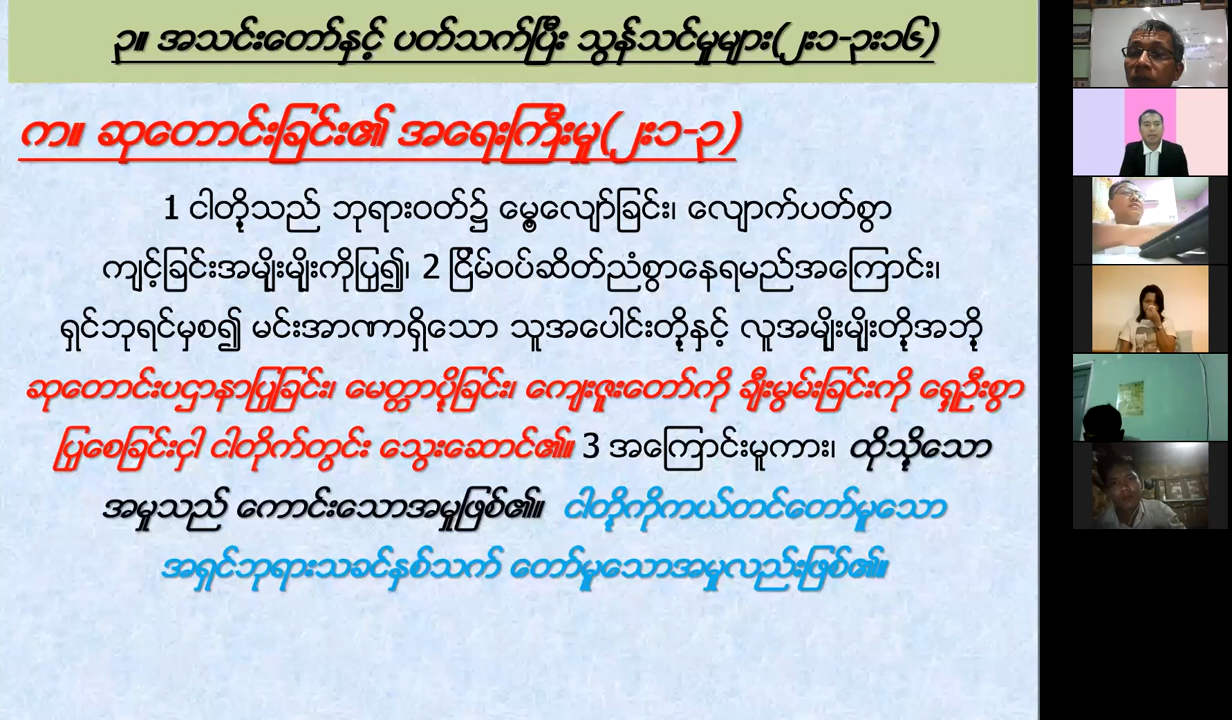 ၃။ အသင်းတော်နှင့် ပတ်သက်ပြီး သွန်သင်မှုများ(၂း၁-၃း၁၆)
က။ ဆုတောင်းခြင်း၏ အရေးကြီးမှု(၂း၁-၃)
1 ငါတို့သည် ဘုရားဝတ်၌ မွေ့လျော်ခြင်း၊ လျောက်ပတ်စွာ
ကျင့်ခြင်းအမျိုးမျိုးကိုပြု၍၊ 2 ငြိမ်ဝပ်ဆိတ်ညံစွာနေရမည်အကြောင်း၊
ရှင်ဘုရင်မှစ၍ မင်းအာဏာရှိသော သူအပေါင်းတို့နှင့် လူအမျိုးမျိုးတို့အဘို့
ဆုတောင်းပဌာနာပြုခြင်း၊ မေတ္တာပို့ခြင်း၊ ကျေးဇူးတော်ကို ချီးမွမ်းခြင်းကို ရှေ့ဦးစွာ
ပြုစေခြင်းငှါ ငါတိုက်တွင်း သွေးဆောင်၏။ 3 အကြောင်းမူကား၊ ထိုသို့သော
အမှုသည် ကောင်းသောအမှုဖြစ်၏။ ငါတို့ကိုကယ်တင်တော်မူသော
အရှင်ဘုရားသခင်နှစ်သက် တော်မူသောအမှုလည်းဖြစ်၏။